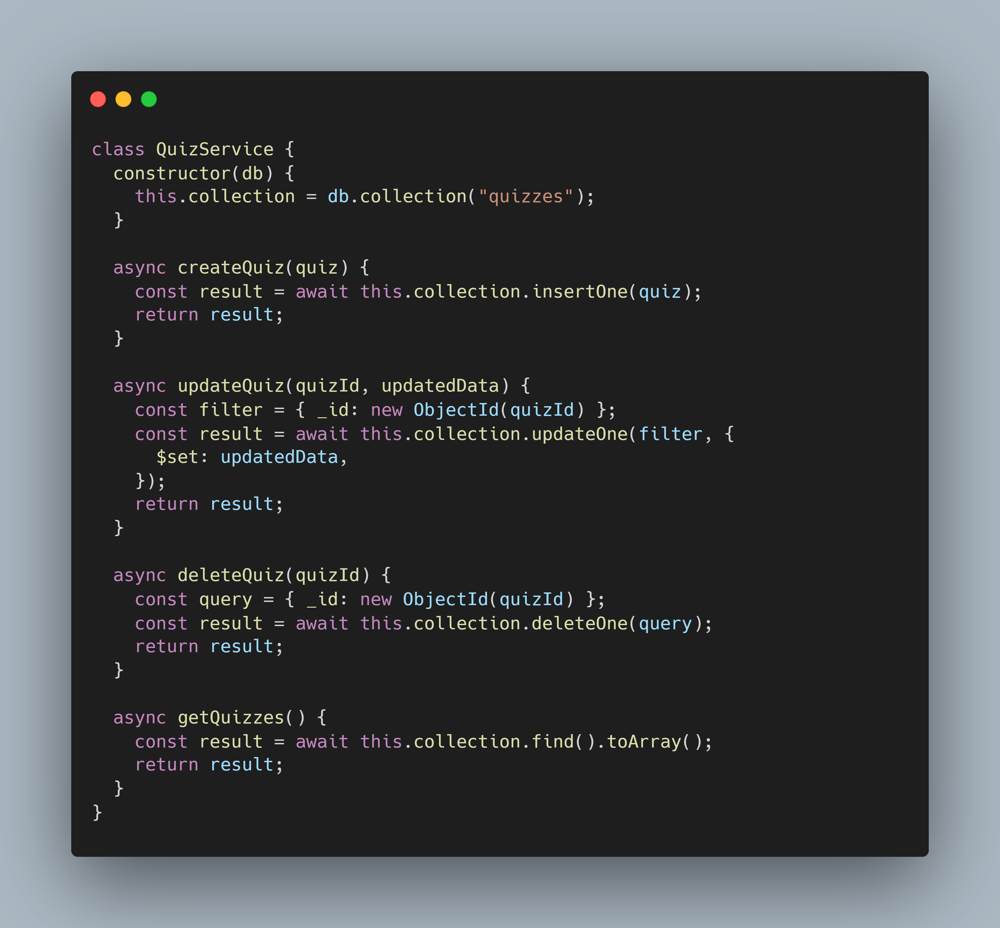 class QuizService {
  constructor(db) {
    this.collection = db.collection("quizzes");
  }

  async createQuiz(quiz) {
    const result = await this.collection.insertOne(quiz);
    return result;
  }

  async updateQuiz(quizId, updatedData) {
    const filter = { _id: new ObjectId(quizId) };
    const result = await this.collection.updateOne(filter, {
      $set: updatedData,
    });
    return result;
  }

  async deleteQuiz(quizId) {
    const query = { _id: new ObjectId(quizId) };
    const result = await this.collection.deleteOne(query);
    return result;
  }

  async getQuizzes() {
    const result = await this.collection.find().toArray();
    return result;
  }
}